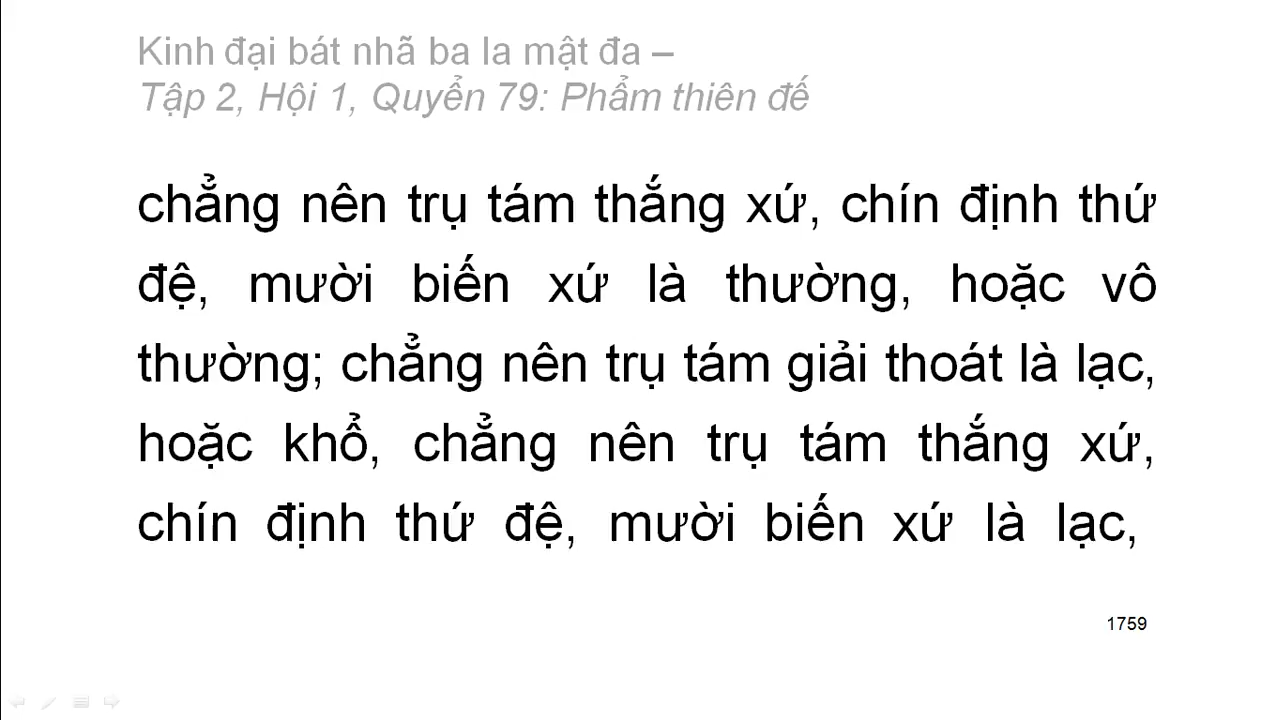 Kinh đại bát nhã ba la mật đa –
Tập 2, Hội 1, Quyển 79: Phẩm thiên đế
chẳng nên trụ tám thắng xứ, chín định thứ
đệ, mười biến xứ là thường, hoặc vô
thường; chẳng nên trụ tám giải thoát là lạc,
hoặc khổ, chẳng nên trụ tám thắng xứ,
chín định thứ đệ, mười biến xứ là lạc,
1759